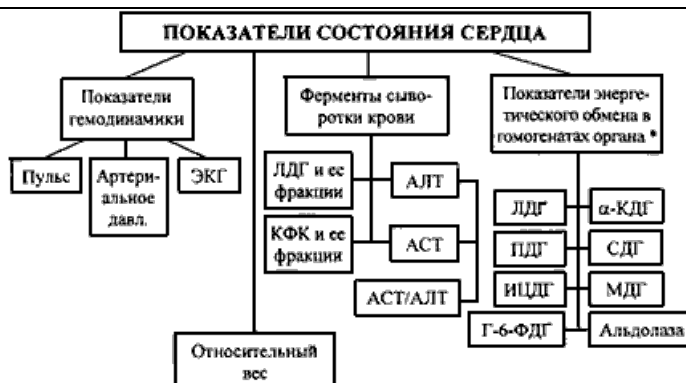 ПОКАЗАТЕЛИ СОСТОЯНИЯ СЕРДЦА
Показатели
гемодинамики
Пульс
Артери-
альное
давл.
ЭКГ
Относительный
вес
Ферменты сыво-
ротки крови
ЛДГ и ее
фракции
АЛТ
КФК и ее
фракции
АСТ
АСТ/АЛТ
Показатели энерге-
тического обмена в
гомогенатах органа *
ЛДГ
α-КДГ
ПДГ
СДГ
ИЦДГ
МДГ
Г-6-ФДГ
Альдолаза